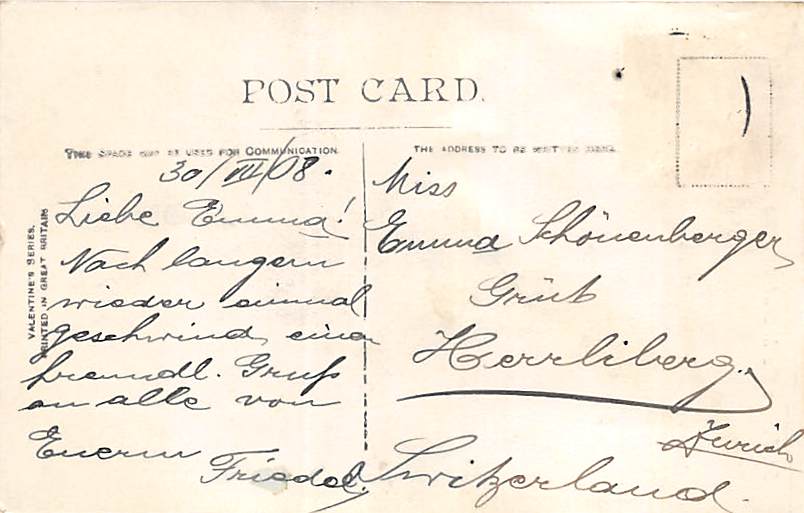 POST CARD.
THIS SPACE MAY BE USED FOR COMMUNICATION.
THE ADDRESS TO BE WRITTEN HERE.
VALENTINE'S SERIES.
PRINTED IN GREAT BRITAIN
30/III/08.
Liebe Emma!
Nach langem
wieder einmal
geschwind einen
freundl. Gruß
an alle von
Euerm
Friedel.
Miss
Emma Schönenberger
Grüt
Herrliberg.
Zürich
Switzerland.